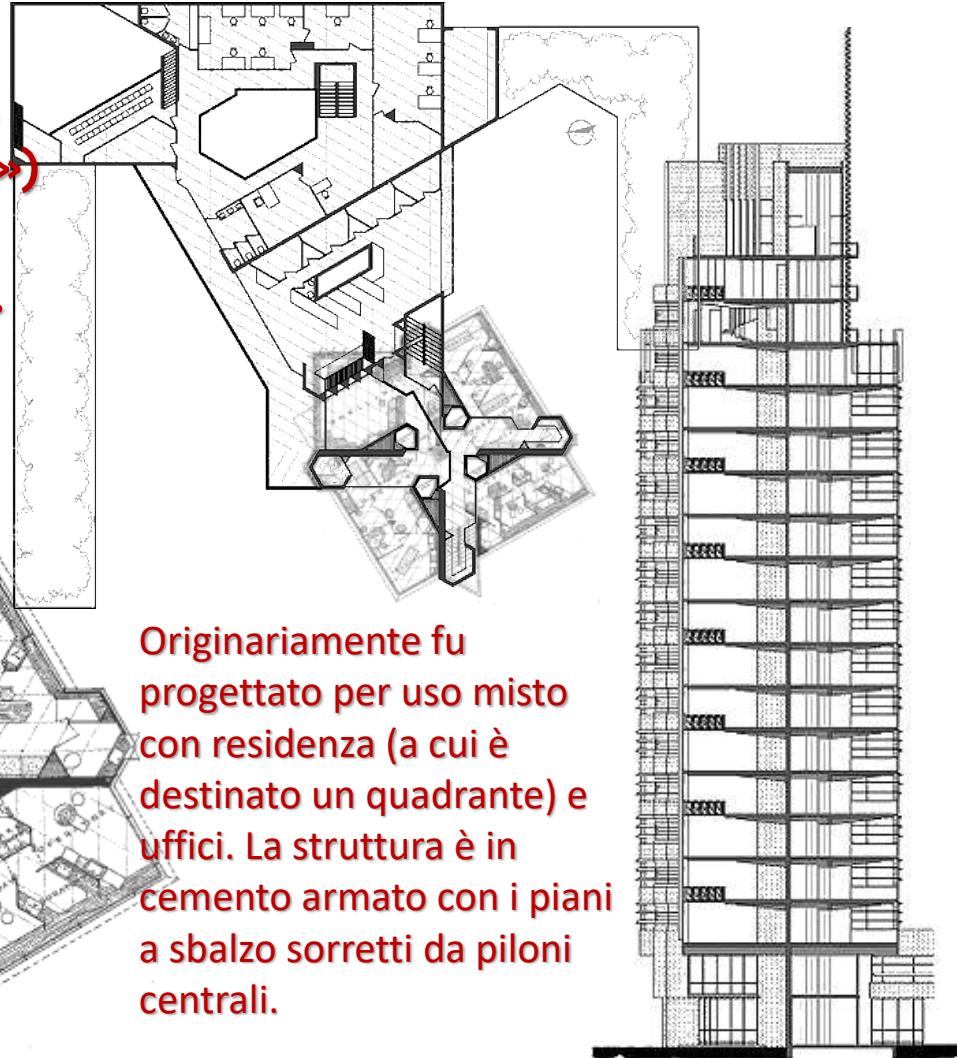 »)
.
Originariamente fu
progettato per uso misto
con residenza (a cui è
destinato un quadrante) e
uffici. La struttura è in
cemento armato con i piani
a sbalzo sorretti da piloni
centrali.